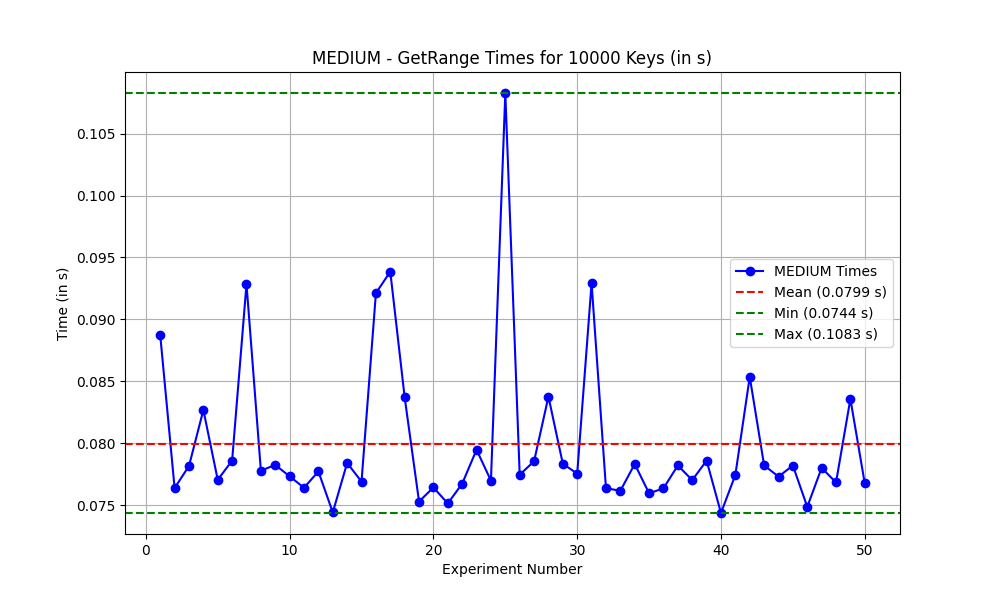 MEDIUM - GetRange Times for 10000 Keys (in s)
Time (in s)
0.105
0.100
0.095
0.090
0.085
0.080
0.075
MEDIUM Times
Mean (0.0799 s)
Min (0.0744 s)
Max (0.1083 s)
0 10 20 30 40 50
Experiment Number